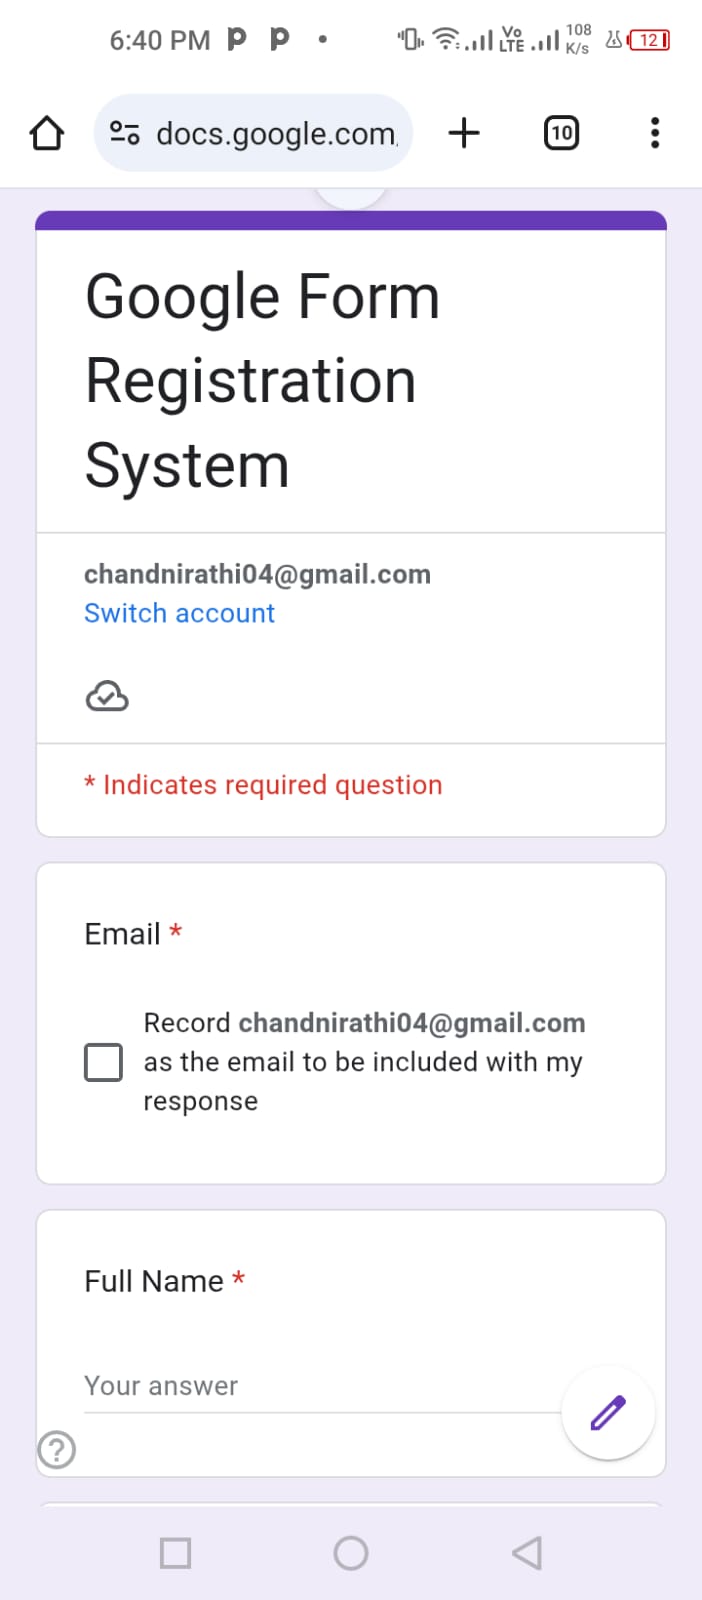 6:40 PM
Vo LTE
108 K/s
12
docs.google.com
10
Google Form
Registration
System
chandnirathi04@gmail.com
Switch account
* Indicates required question
Email *
Record chandnirathi04@gmail.com
as the email to be included with my
response
Full Name *
Your answer